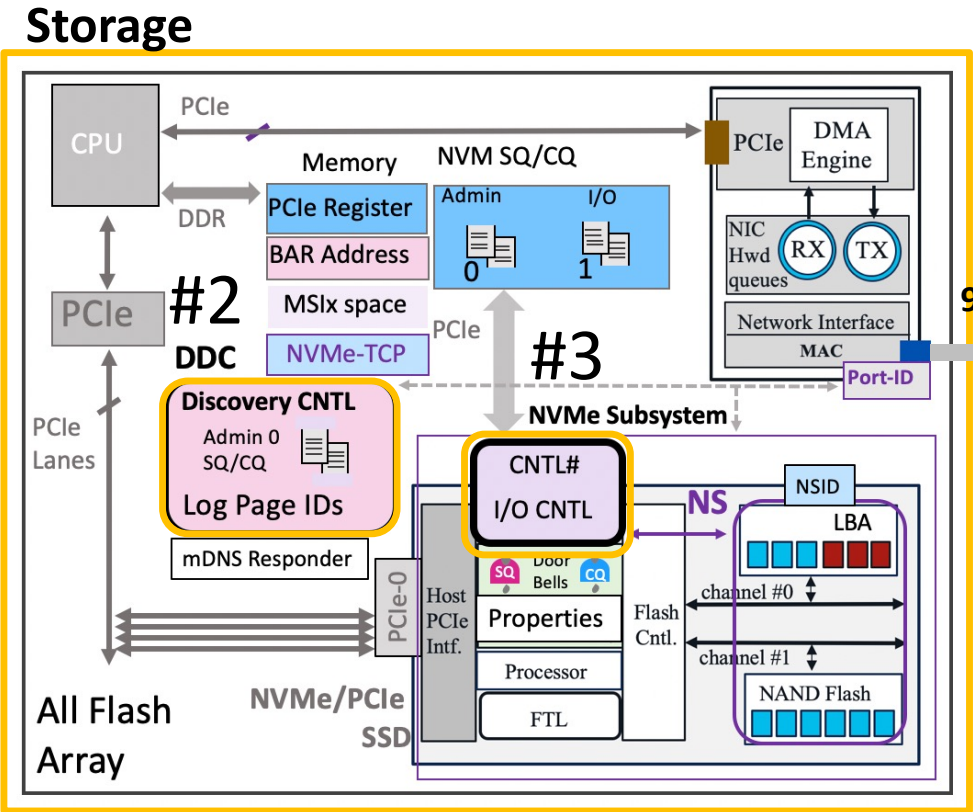 Storage
CPU
PCIe
DDR
Memory
PCIe Register
BAR Address
MSIx space
NVMe-TCP
NVM SQ/CQ
Admin
I/O
0
1
PCIe
DMA
Engine
NIC
Hwd
queues
RX
TX
Network Interface
MAC
Port-ID
9
PCIe
#2
DDC
PCIe
#3
Discovery CNTL
Admin 0
SQ/CQ
Log Page IDs
mDNS Responder
PCIe
Lanes
NVMe Subsystem
CNTL#
I/O CNTL
NS
NSID
LBA
SQ
Door
Bells
CQ
PCIe-0
Host
PCIe
Intf.
Properties
Processor
FTL
Flash
Cntl.
channel #0
channel #1
NAND Flash
NVMe/PCIe
SSD
All Flash
Array